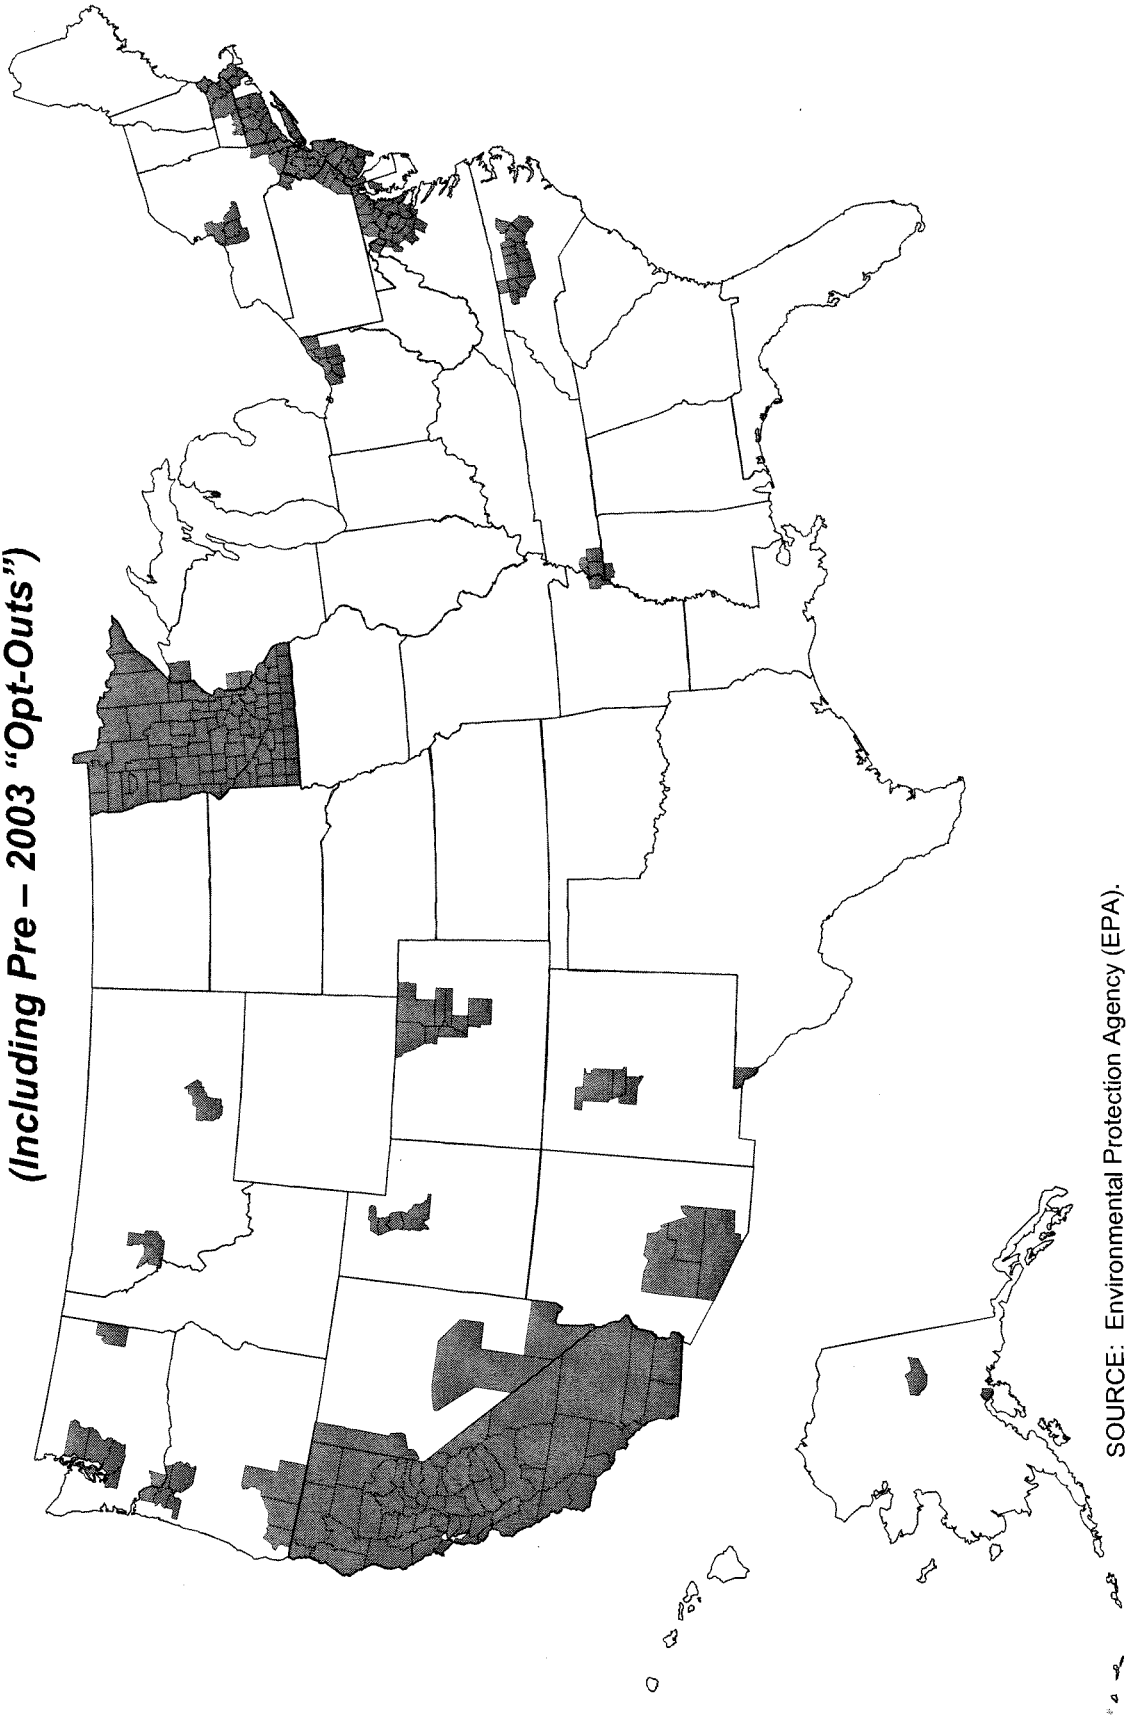 (Including Pre – 2003 “Opt-Outs”)
SOURCE: Environmental Protection Agency (EPA).